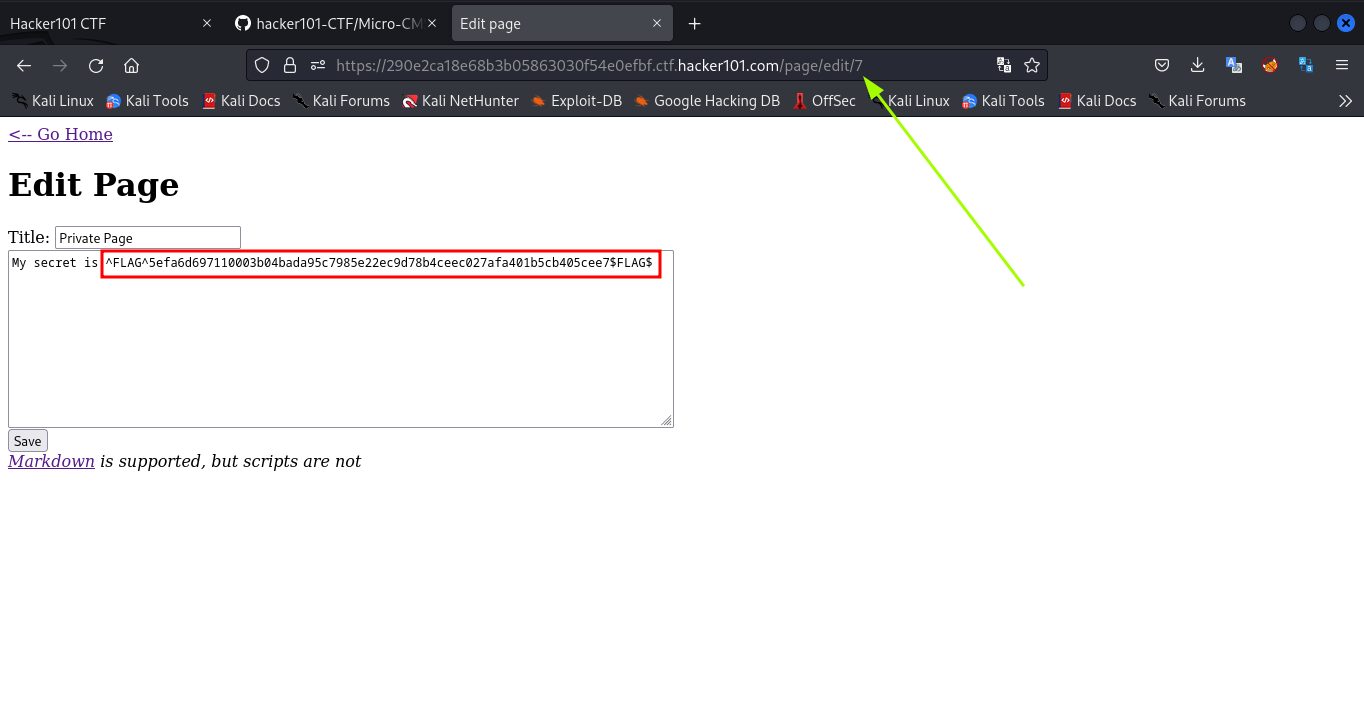 Hacker101 CTF
hacker101-CTF/Micro-CM
Edit page
https://290e2ca18e68b3b05863030f54e0efbf.ctf.hacker101.com/page/edit/7
Kali Linux Kali Tools Kali Docs Kali Forums Kali NetHunter Exploit-DB Google Hacking DB OffSec Kali Linux Kali Tools Kali Docs Kali Forums
<-- Go Home
Edit Page
Title: Private Page
My secret is ^FLAG^5efa6d697110003b04bada95c7985e22ec9d78b4ceec027afa401b5cb405cee7$FLAG$
Save
Markdown is supported, but scripts are not